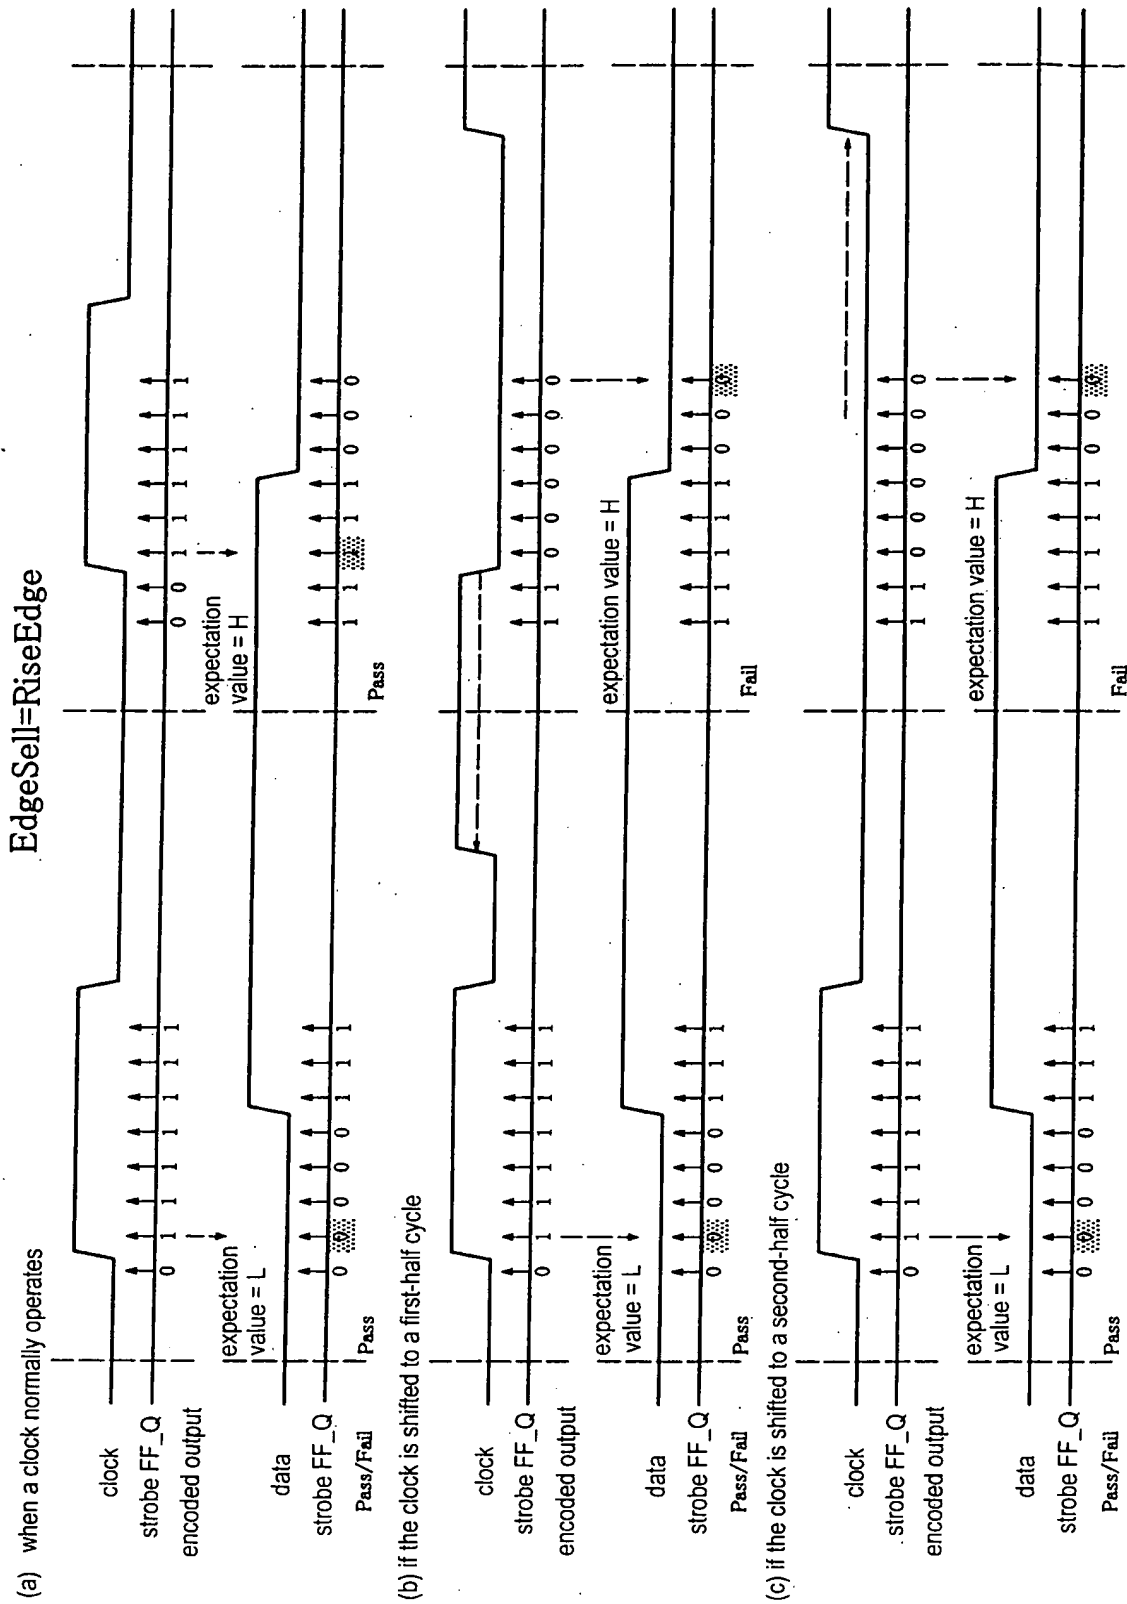 EdgeSell=RiseEdge
(a) when a clock normally operates
clock
strobe FF_Q
encoded output
0 1 1 1 1 1 1 1 0 0 1 1 1 1 1 1
expectation
value = L
expectation
value = H
data
strobe FF_Q
0 0 0 0 0 1 1 1 1 1 1 1 0 0 0
Pass/Fail
Pass
Pass
(b) if the clock is shifted to a first-half cycle
clock
strobe FF_Q
encoded output
0 1 1 1 1 1 1 1 1 1 0 0 0 0 0 0
expectation
value = L
expectation value = H
data
strobe FF_Q
0 0 0 0 0 1 1 1 1 1 1 1 1 0 0 0
Pass/Fail
Pass
Fail
(c) if the clock is shifted to a second-half cycle
clock
strobe FF_Q
encoded output
0 1 1 1 1 1 1 1 1 1 0 0 0 0 0 0
expectation
value = L
expectation value = H
data
strobe FF_Q
0 0 0 0 0 1 1 1 1 1 1 1 1 0 0 0
Pass/Fail
Pass
Fail